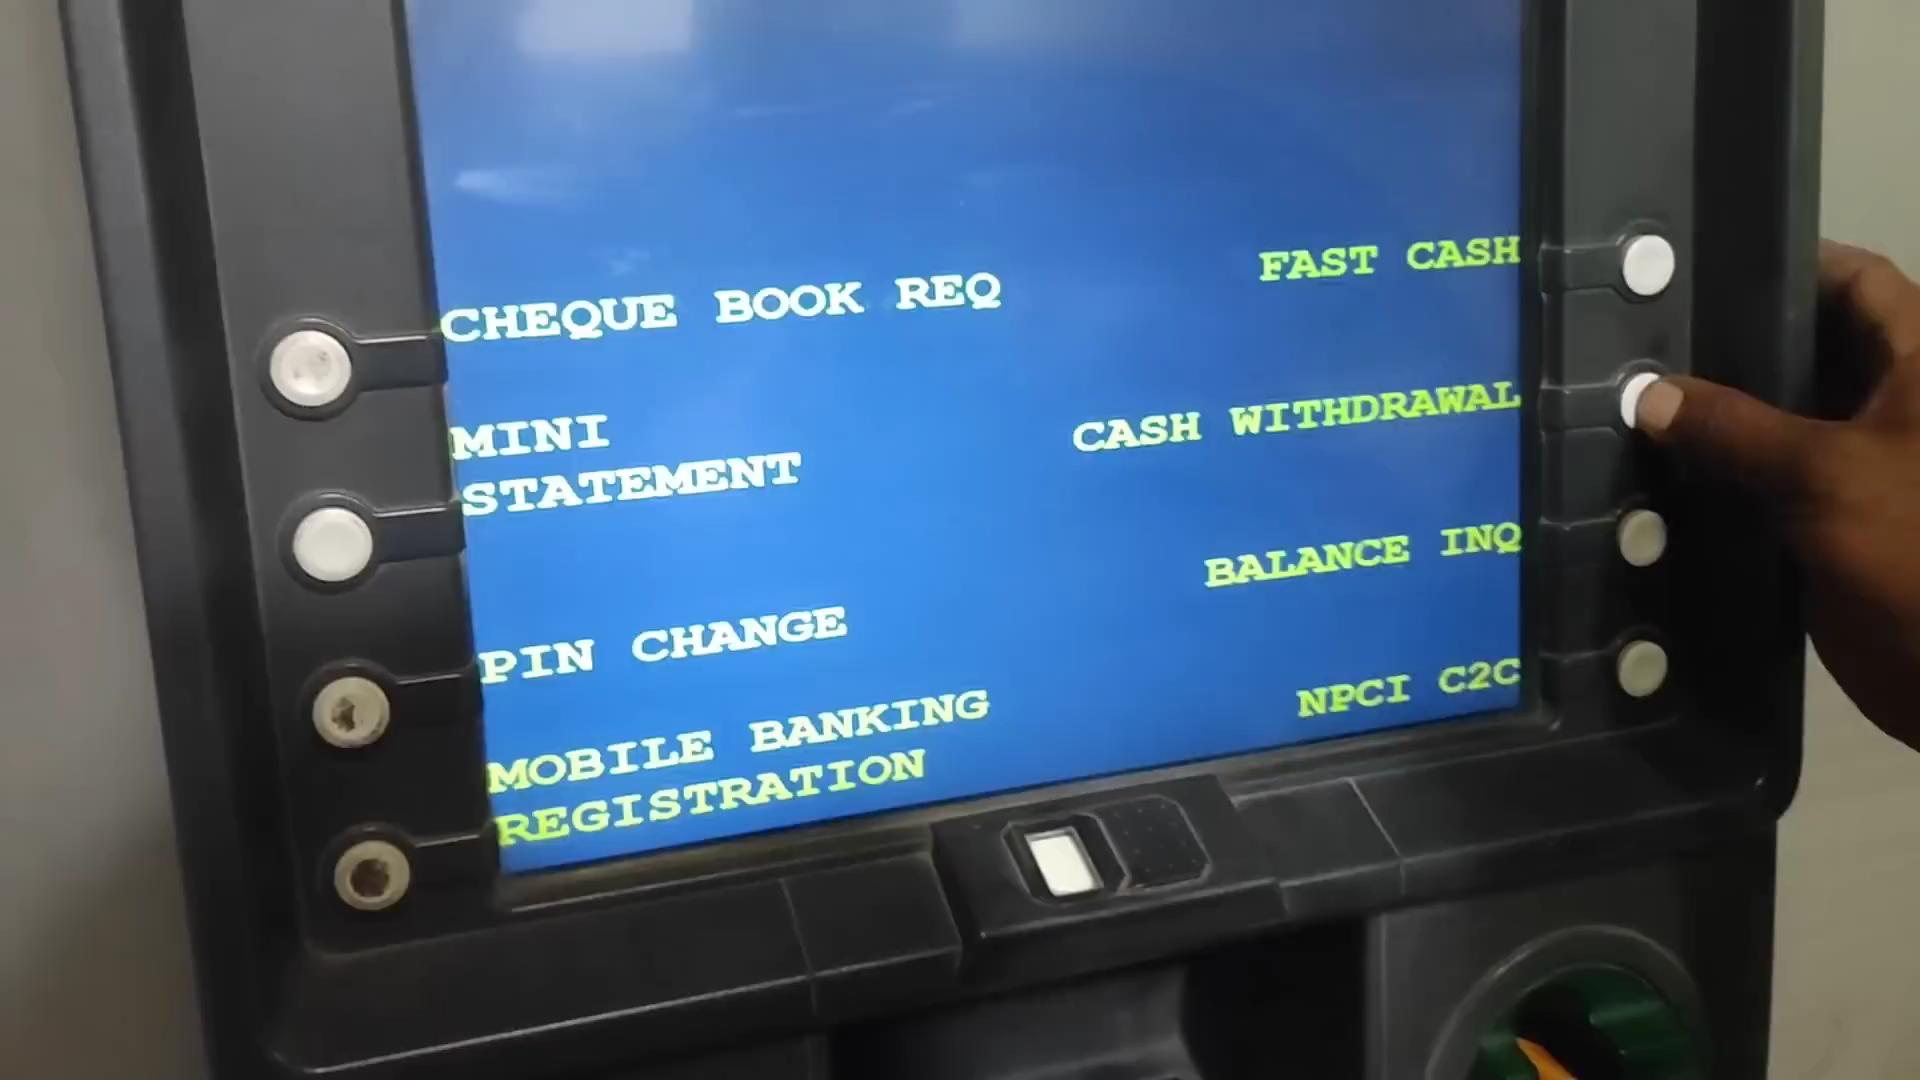 CHEQUE BOOK REQ
MINI
STATEMENT
PIN CHANGE
MOBILE BANKING
REGISTRATION
FAST CASH
CASH WITHDRAWAL
BALANCE INQ
NPCI C2C